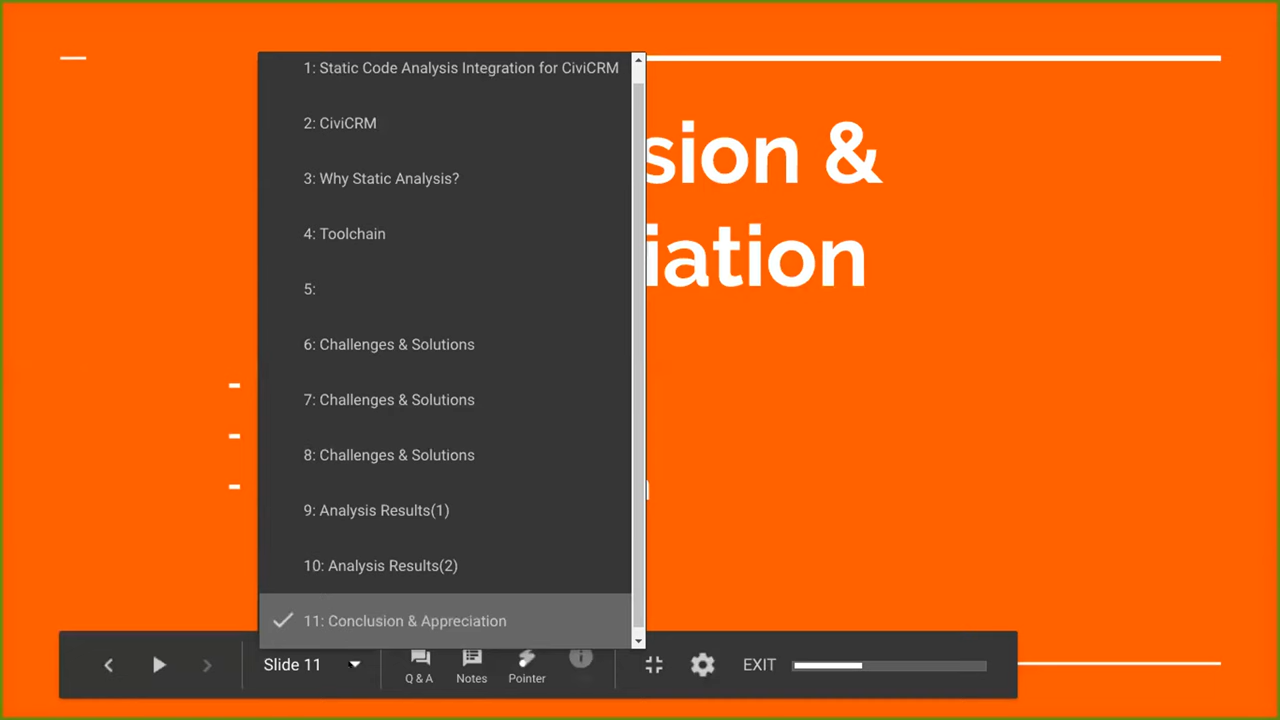 1: Static Code Analysis Integration for CiviCRM
2: CiviCRM
3: Why Static Analysis?
4: Toolchain
5:
6: Challenges & Solutions
7: Challenges & Solutions
8: Challenges & Solutions
9: Analysis Results(1)
10: Analysis Results(2)
11: Conclusion & Appreciation
sion &
iation
-
-
-
Slide 11
Q & A
Notes
Pointer
EXIT